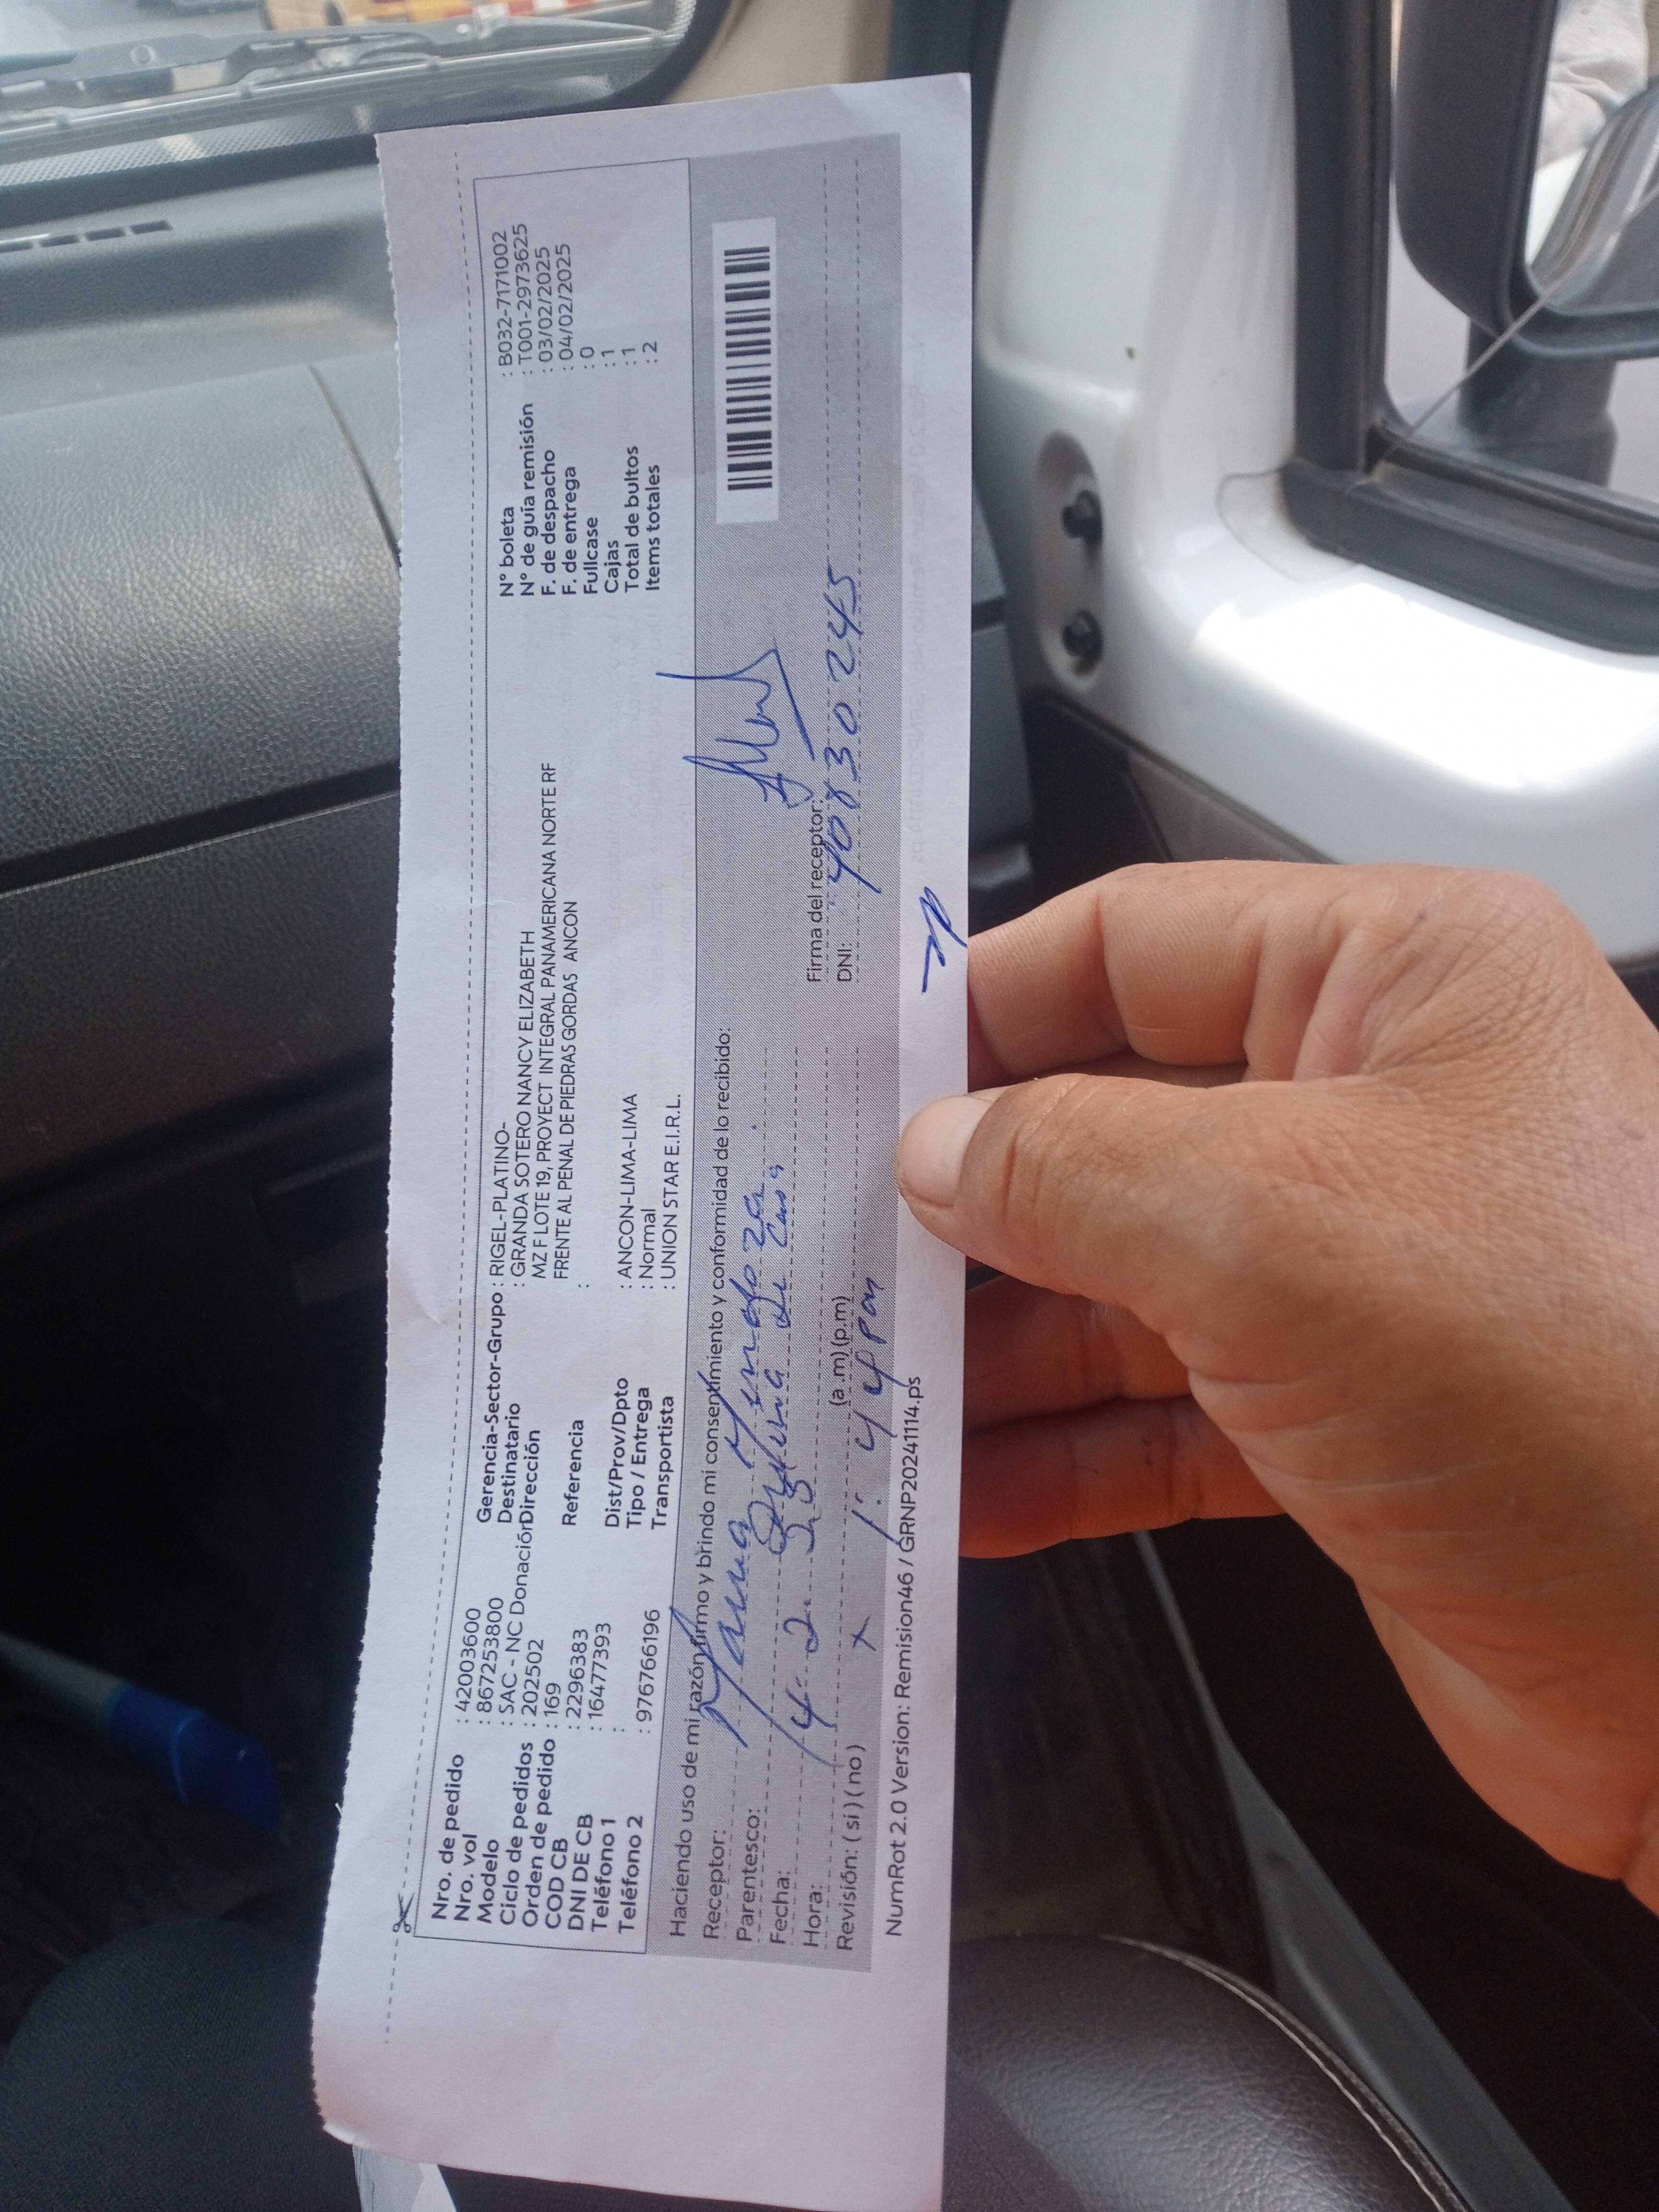 Nro. de pedido : 42003600
Nro. vol : 867253800
Modelo : SAC - NC Donación
Ciclo de pedidos : 202502
Orden de pedido : 169
COD CB : 2296383
DNI DE CB : 16477393
Teléfono 1 :
Teléfono 2 : 976766196
Gerencia-Sector-Grupo : RIGEL-PLATINO-
Destinatario : GRANDA SOTERO NANCY ELIZABETH
Dirección MZ F LOTE 19, PROYECT INTEGRAL PANAMERICANA NORTE RF
FRENTE AL PENAL DE PIEDRAS GORDAS ANCON
Referencia :
Dist/Prov/Dpto : ANCON-LIMA-LIMA
Tipo / Entrega : Normal
Transportista : UNION STAR E.I.R.L.
N° boleta : B032-7171002
N° de guía remisión : T001-2973625
F. de despacho : 03/02/2025
F. de entrega : 04/02/2025
Fullcase : 0
Cajas : 1
Total de bultos : 1
Items totales : 2
Haciendo uso de mi razón firmo y brindo mi consentimiento y conformidad de lo recibido:
Receptor: Mendoza
Parentesco: de Casa
Fecha: 4-2-
Hora: (a.m) (p.m) 1:44 pm
Revisión: ( si ) ( no ) x
Firma del receptor:
DNI: 40830245
NumRot 2.0 Version: Remision46 / GRNP20241114.ps